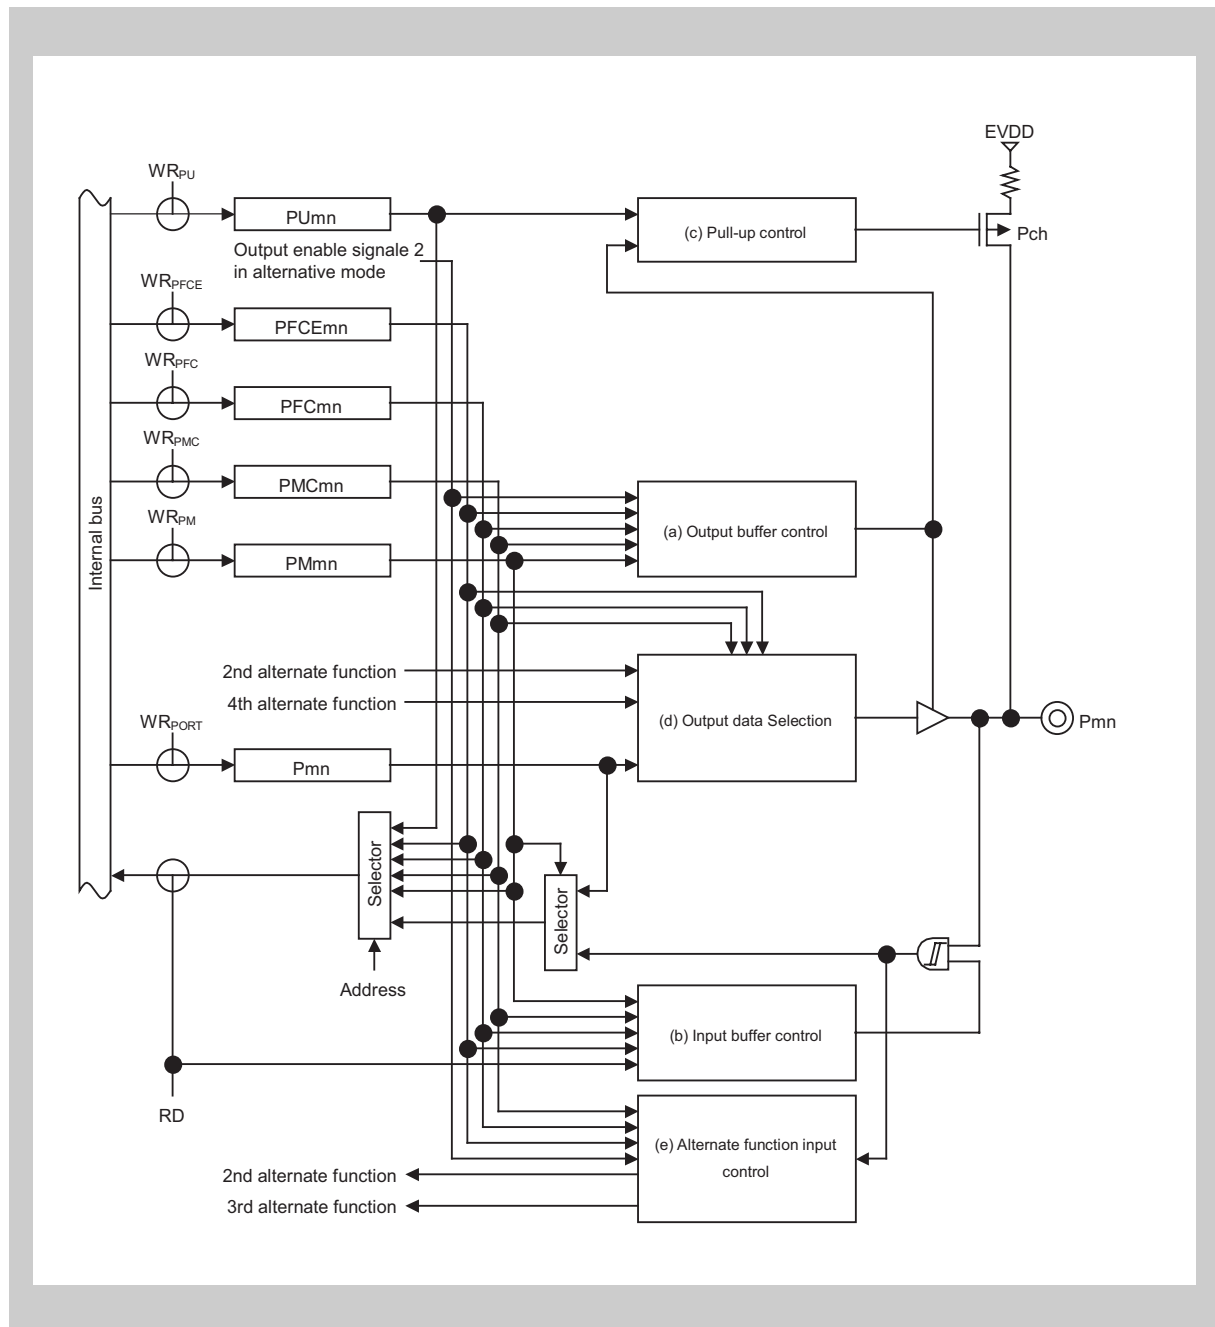 EVDD
WRPU
PUmn
(c) Pull-up control
Pch
Output enable signale 2
in alternative mode
WRPFCE
PFCEmn
WRPFC
PFCmn
WRPMC
PMCmn
(a) Output buffer control
WRPM
PMmn
Internal bus
2nd alternate function
4th alternate function
(d) Output data Selection
Pmn
WRPORT
Pmn
Selector
Selector
Address
(b) Input buffer control
RD
(e) Alternate function input
control
2nd alternate function
3rd alternate function